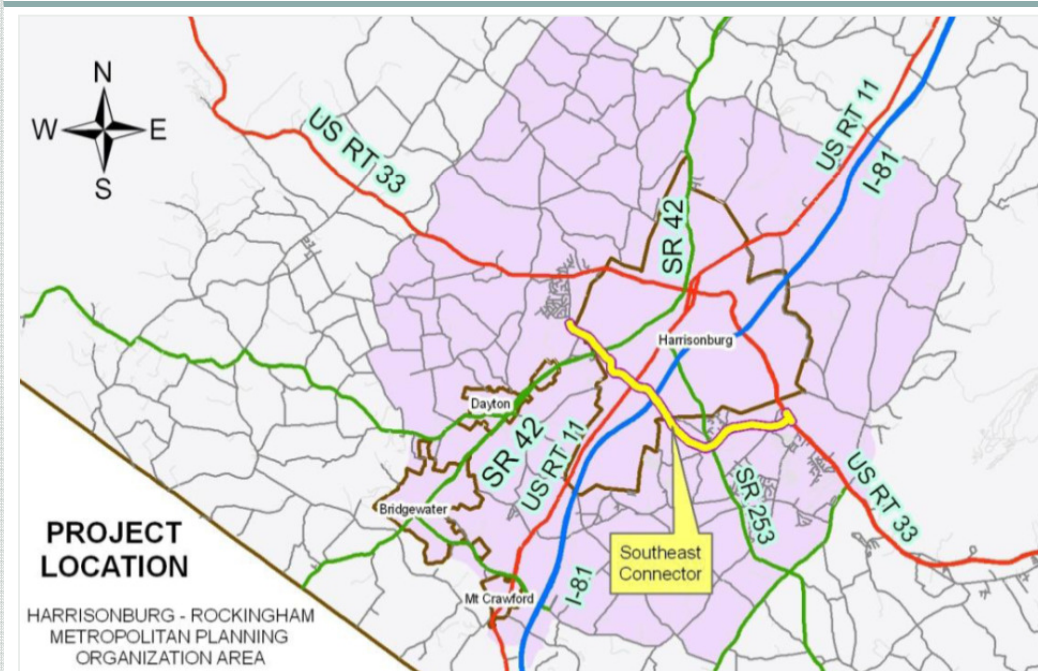 N
W E
S
US RT 33
SR 42
US RT 11
I-81
Harrisonburg
Dayton
SR 42
US RT 11
Bridgewater
SR 253
US RT 33
Southeast
Connector
I-81
Mt Crawford
PROJECT
LOCATION
HARRISONBURG - ROCKINGHAM
METROPOLITAN PLANNING
ORGANIZATION AREA